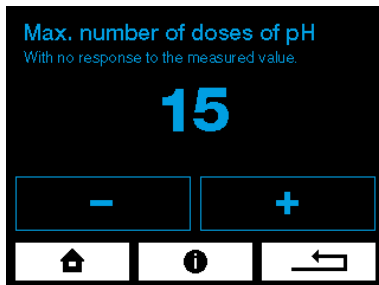 Max. number of doses of pH
With no response to the measured value.
15
− +